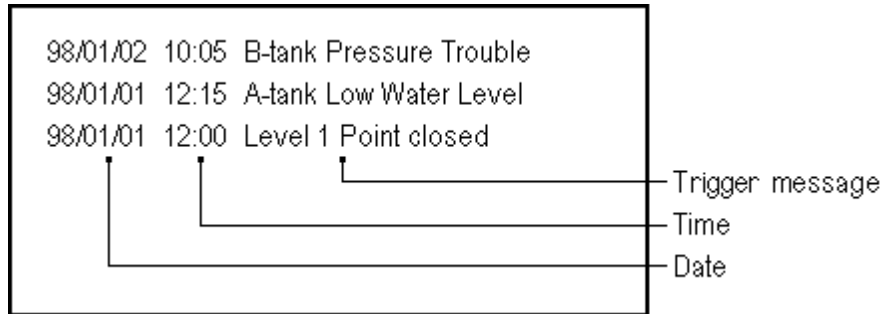 98/01/02 10:05 B-tank Pressure Trouble
98/01/01 12:15 A-tank Low Water Level
98/01/01 12:00 Level 1 Point closed
Trigger message
Time
Date